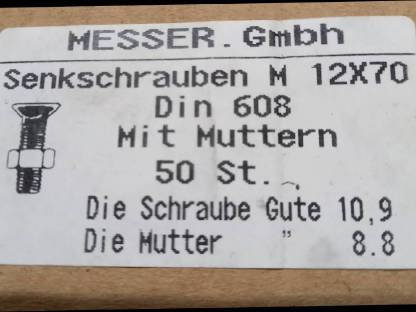 MESSER. Gmbh
Senkschrauben M 12X70
Din 608
Mit Muttern
50 St.
Die Schraube Gute 10,9
Die Mutter " 8.8